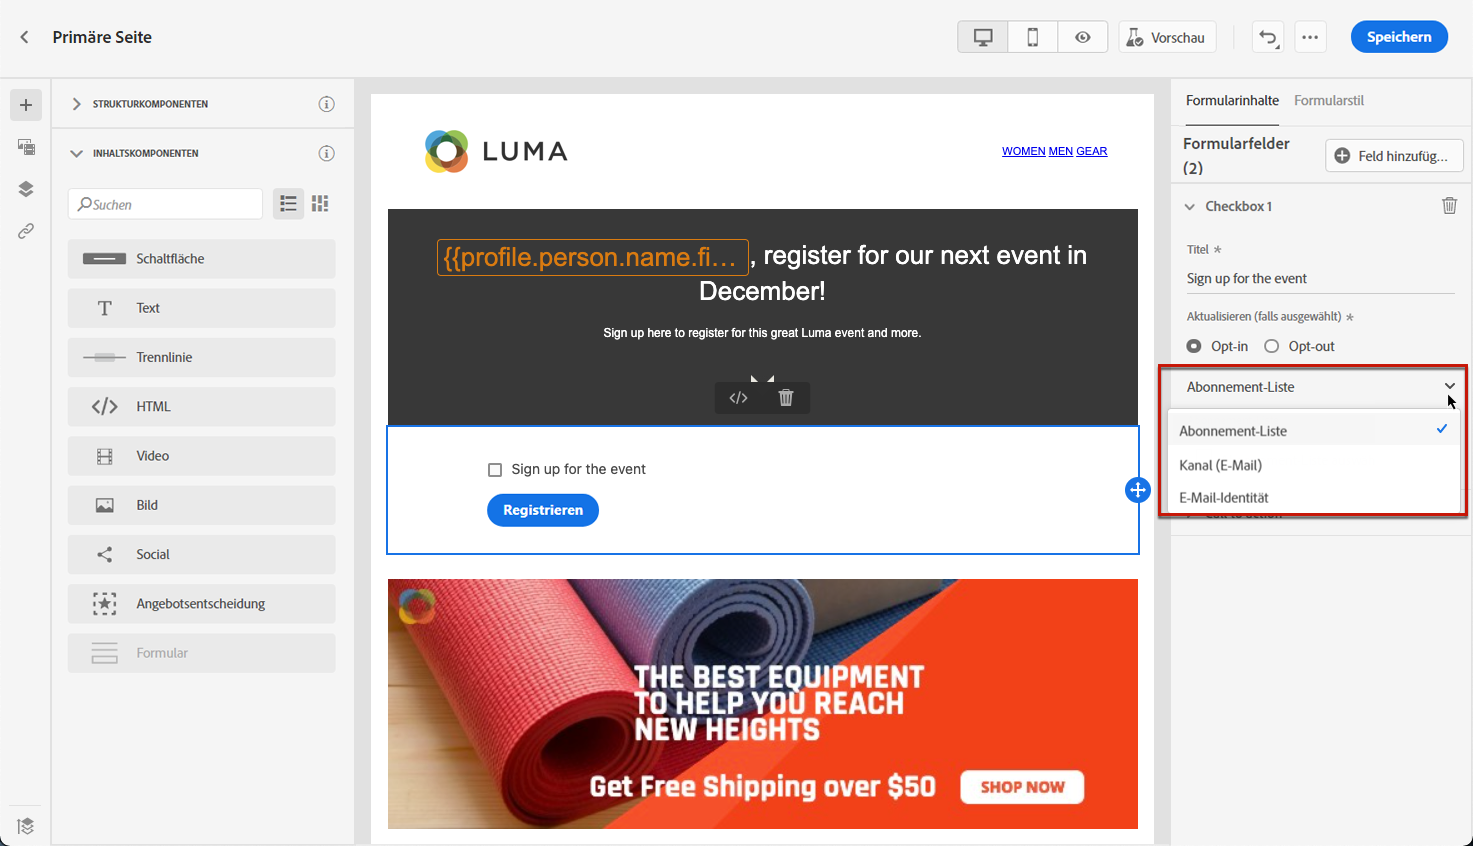 Primäre Seite
Vorschau
Speichern
STRUKTURKOMPONENTEN
INHALTSKOMPONENTEN
Suchen
Schaltfläche
Text
Trennlinie
HTML
Video
Bild
Social
Angebotsentscheidung
Formular
LUMA
WOMEN MEN GEAR
{{profile.person.name.fi... , register for our next event in
December!
Sign up here to register for this great Luma event and more.
Sign up for the event
Registrieren
THE BEST EQUIPMENT
TO HELP YOU REACH
NEW HEIGHTS
Get Free Shipping over $50
SHOP NOW
Formularinhalte Formularstil
Formularfelder
(2)
Feld hinzufüg...
Checkbox 1
Titel *
Sign up for the event
Aktualisieren (falls ausgewählt) *
Opt-in Opt-out
Abonnement-Liste
Abonnement-Liste
Kanal (E-Mail)
E-Mail-Identität